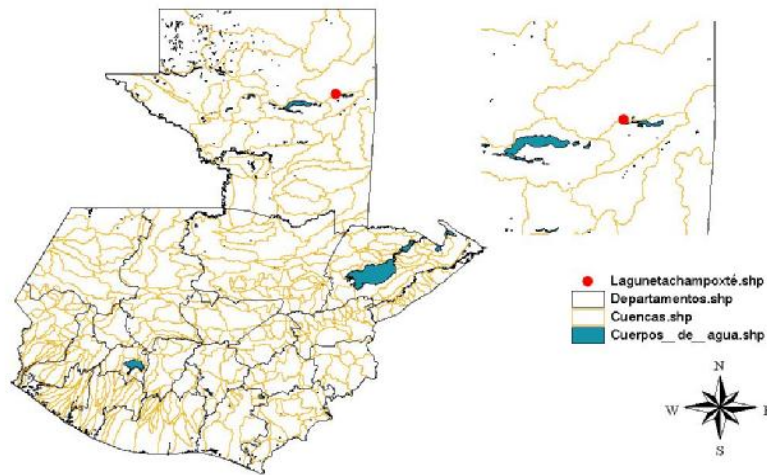 Lagunetachampoxté.shp
Departamentos.shp
Cuencas.shp
Cuerpos_de_agua.shp
N
W
E
S